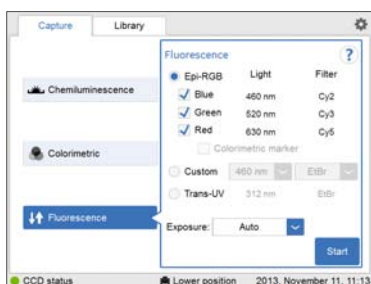 Capture Library
Fluorescence ?
Epi-RGB Light Filter
Chemiluminescence
Blue 460 nm Cy2
Green 520 nm Cy3
Red 630 nm Cy5
Colorimetric marker
Colorimetric
Custom 460 nm EtBr
Trans-UV 312 nm EtBr
Fluorescence
Exposure: Auto
Start
CCD status Lower position 2013, November 11, 11:13